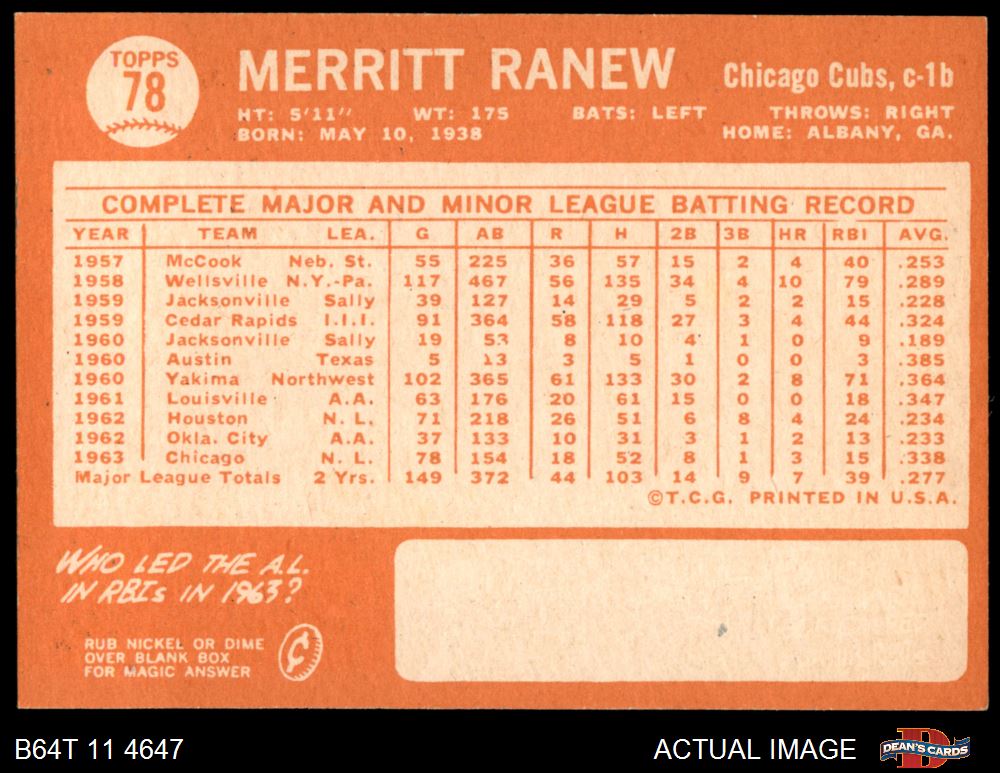 TOPPS
78
MERRITT RANEW
Chicago Cubs, c-1b
HT: 5'11" WT: 175 BATS: LEFT THROWS: RIGHT
BORN: MAY 10, 1938 HOME: ALBANY, GA.
COMPLETE MAJOR AND MINOR LEAGUE BATTING RECORD
YEAR TEAM LEA. G AB R H 2B 3B HR RBI AVG.
1957 McCook Neb. St. 55 225 36 57 15 2 4 40 .253
1958 Wellsville N.Y.-Pa. 117 467 56 135 34 4 10 79 .289
1959 Jacksonville Sally 39 127 14 29 5 2 2 15 .228
1959 Cedar Rapids I.I.I. 91 364 58 118 27 3 4 44 .324
1960 Jacksonville Sally 19 53 8 10 4 1 0 9 .189
1960 Austin Texas 5 13 3 5 1 0 0 3 .385
1960 Yakima Northwest 102 365 61 133 30 2 8 71 .364
1961 Louisville A.A. 63 176 20 61 15 0 0 18 .347
1962 Houston N. L. 71 218 26 51 6 8 4 24 .234
1962 Okla. City A.A. 37 133 10 31 3 1 2 13 .233
1963 Chicago N. L. 78 154 18 52 8 1 3 15 .338
Major League Totals 2 Yrs. 149 372 44 103 14 9 7 39 .277
©T.C.G. PRINTED IN U.S.A.
WHO LED THE A.L.
IN RBIs IN 1963?
RUB NICKEL OR DIME
OVER BLANK BOX
FOR MAGIC ANSWER
¢
B64T 11 4647
ACTUAL IMAGE
DEAN'S CARDS